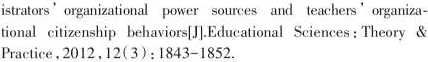 istrators' organizational power sources and teachers' organiza-
tional citizenship behaviors[J].Educational Sciences:Theory &
Practice,2012,12(3):1843-1852.